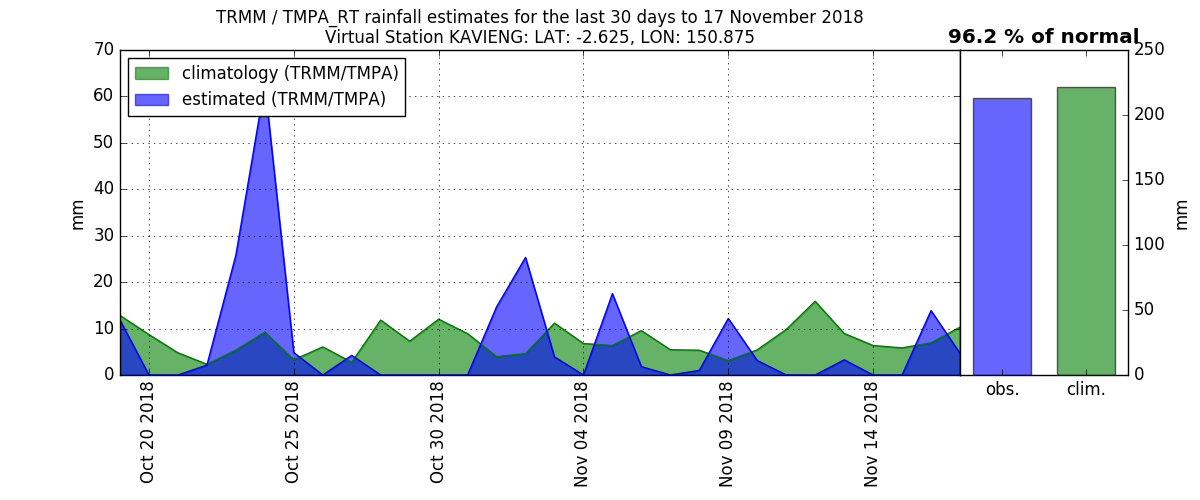 TRMM / TMPA_RT rainfall estimates for the last 30 days to 17 November 2018
Virtual Station KAVIENG: LAT: -2.625, LON: 150.875
96.2 % of normal
climatology (TRMM/TMPA)
estimated (TRMM/TMPA)
70
60
50
40
30
20
10
0
mm
Oct 20 2018
Oct 25 2018
Oct 30 2018
Nov 04 2018
Nov 09 2018
Nov 14 2018
obs.
clim.
250
200
150
100
50
0
mm